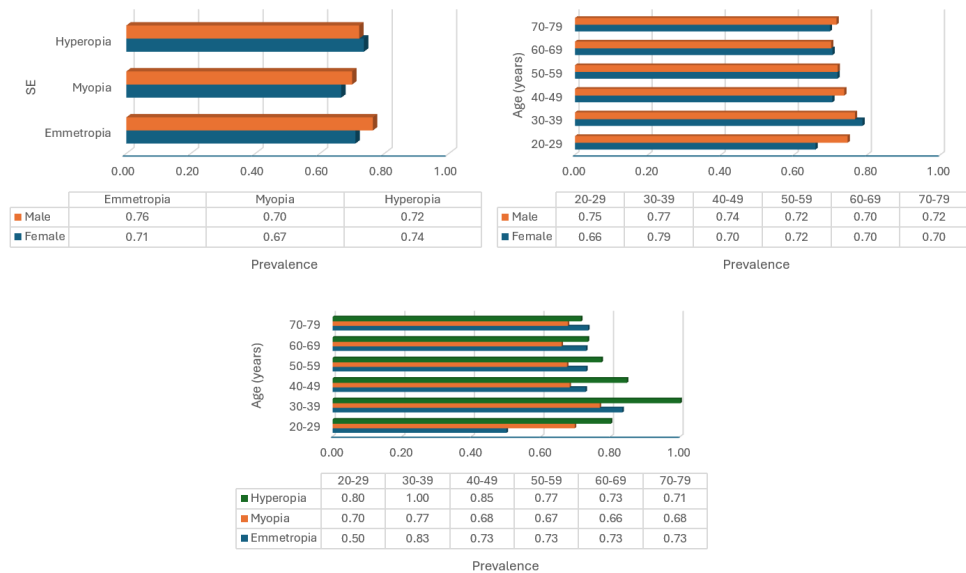 Hyperopia
Myopia
Emmetropia
SE
0.00 0.20 0.40 0.60 0.80 1.00
Emmetropia Myopia Hyperopia
Male 0.76 0.70 0.72
Female 0.71 0.67 0.74
Prevalence
70-79
60-69
50-59
40-49
30-39
20-29
Age (years)
0.00 0.20 0.40 0.60 0.80 1.00
20-29 30-39 40-49 50-59 60-69 70-79
Male 0.75 0.77 0.74 0.72 0.70 0.72
Female 0.66 0.79 0.70 0.72 0.70 0.70
Prevalence
70-79
60-69
50-59
40-49
30-39
20-29
Age (years)
0.00 0.20 0.40 0.60 0.80 1.00
20-29 30-39 40-49 50-59 60-69 70-79
Hyperopia 0.80 1.00 0.85 0.77 0.73 0.71
Myopia 0.70 0.77 0.68 0.67 0.66 0.68
Emmetropia 0.50 0.83 0.73 0.73 0.73 0.73
Prevalence